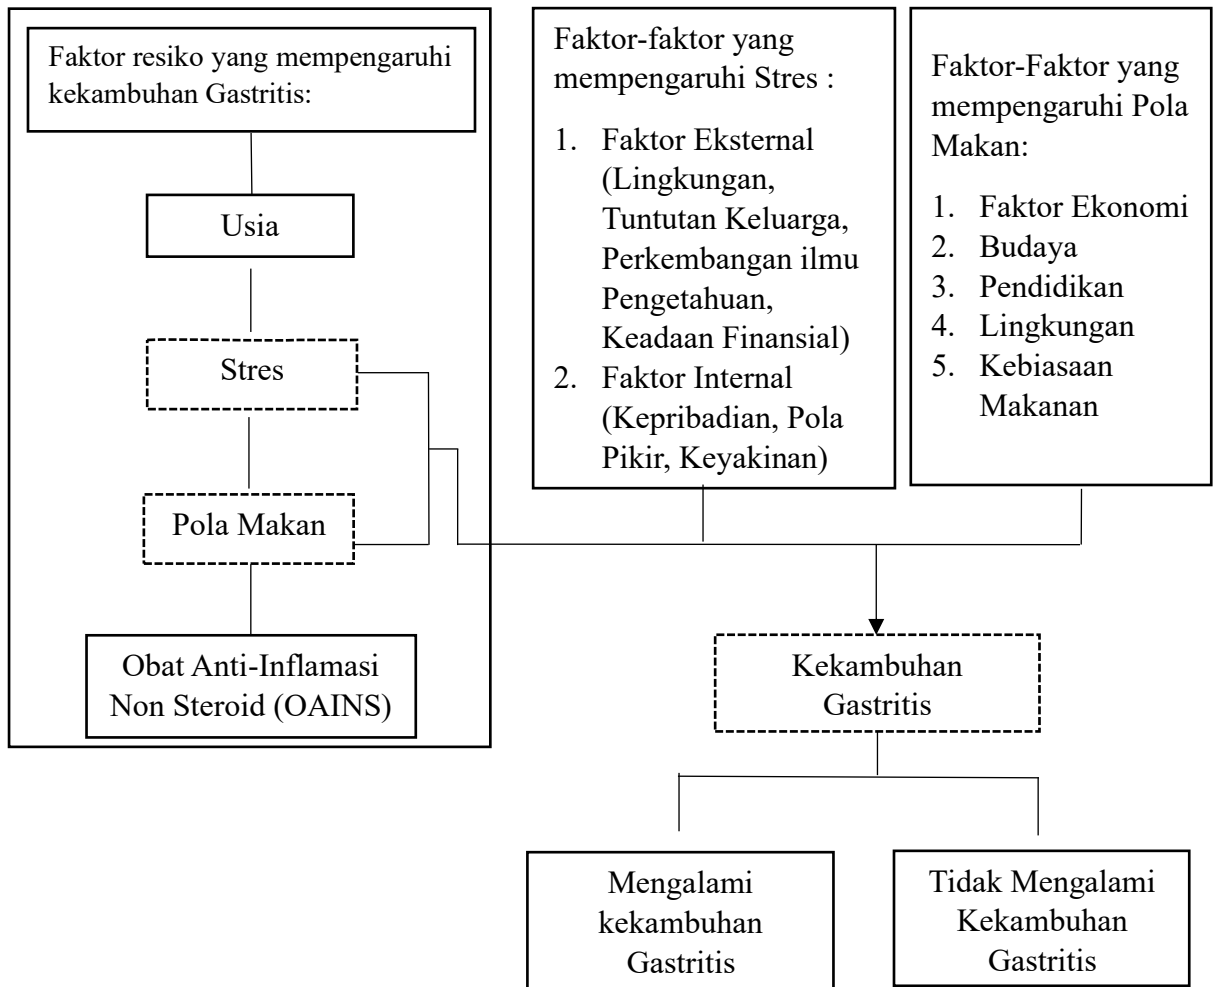 Faktor resiko yang mempengaruhi
kekambuhan Gastritis:
Usia
Stres
Pola Makan
Obat Anti-Inflamasi
Non Steroid (OAINS)
Faktor-faktor yang
mempengaruhi Stres :
1. Faktor Eksternal
(Lingkungan,
Tuntutan Keluarga,
Perkembangan ilmu
Pengetahuan,
Keadaan Finansial)
2. Faktor Internal
(Kepribadian, Pola
Pikir, Keyakinan)
Faktor-Faktor yang
mempengaruhi Pola
Makan:
1. Faktor Ekonomi
2. Budaya
3. Pendidikan
4. Lingkungan
5. Kebiasaan
Makanan
Kekambuhan
Gastritis
Mengalami
kekambuhan
Gastritis
Tidak Mengalami
Kekambuhan
Gastritis